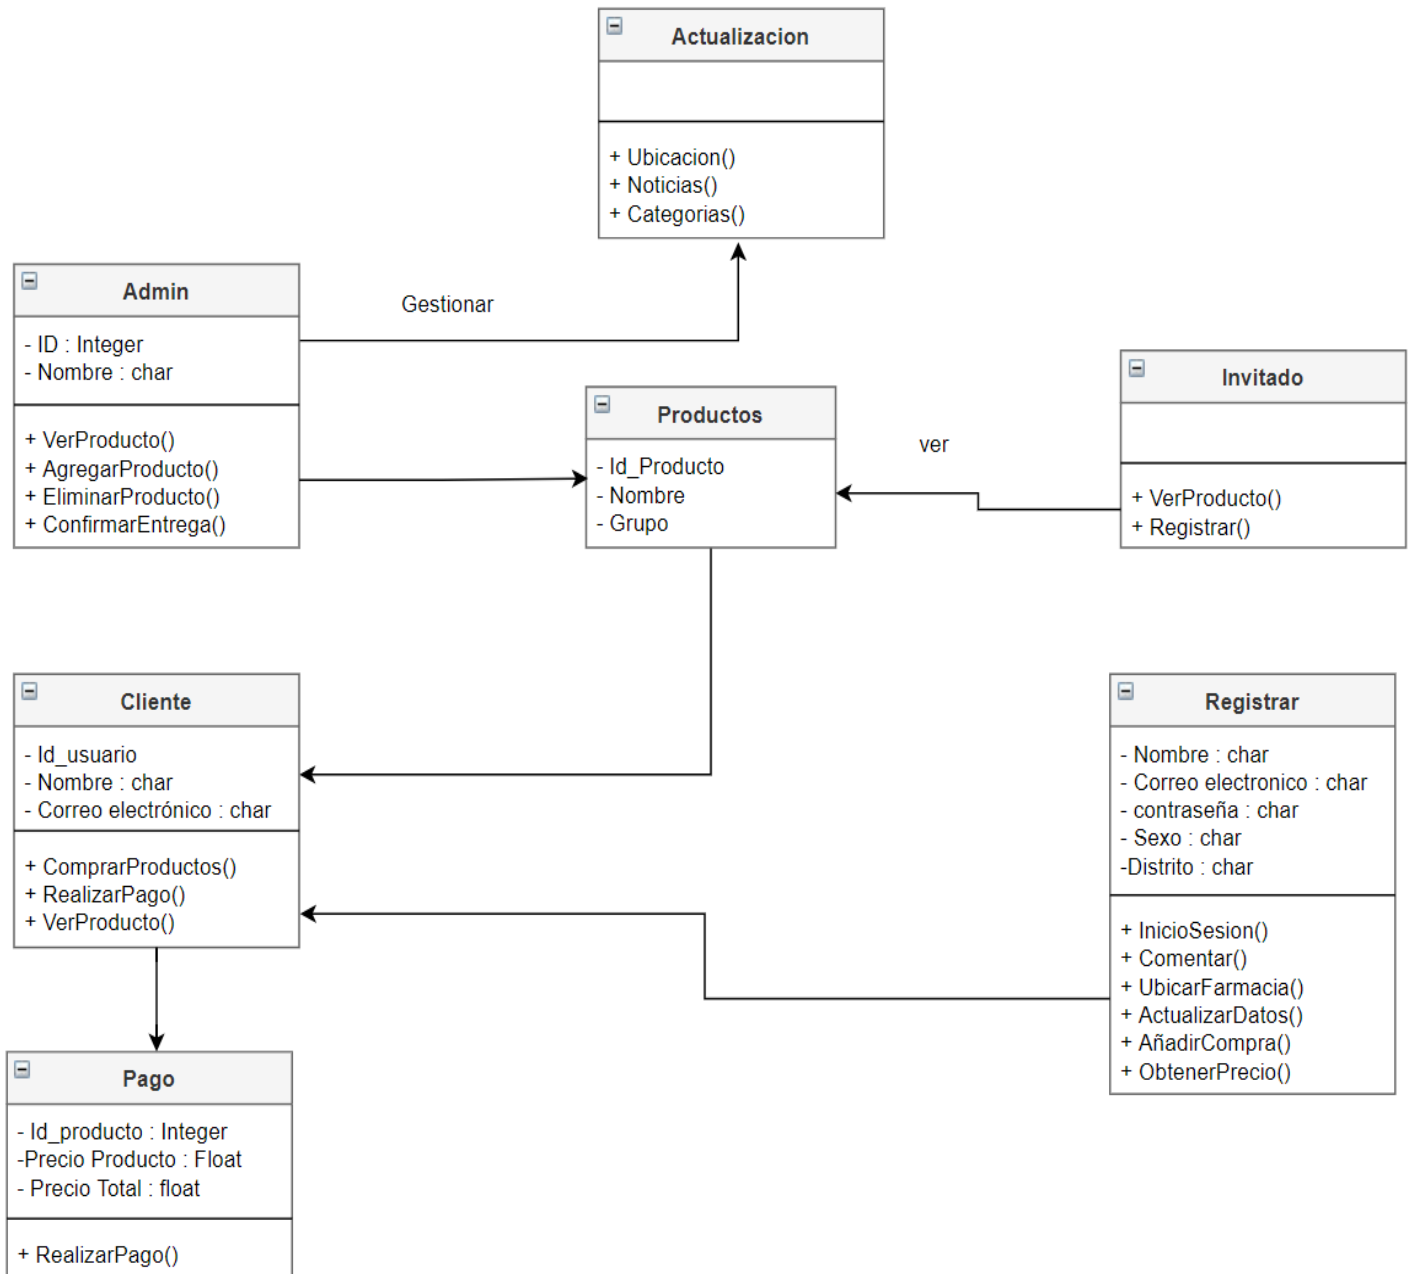 Actualizacion
+ Ubicacion()
+ Noticias()
+ Categorias()
Admin
- ID : Integer
- Nombre : char
+ VerProducto()
+ AgregarProducto()
+ EliminarProducto()
+ ConfirmarEntrega()
Gestionar
Productos
- Id_Producto
- Nombre
- Grupo
ver
Invitado
+ VerProducto()
+ Registrar()
Cliente
- Id_usuario
- Nombre : char
- Correo electrónico : char
+ ComprarProductos()
+ RealizarPago()
+ VerProducto()
Registrar
- Nombre : char
- Correo electronico : char
- contraseña : char
- Sexo : char
-Distrito : char
+ InicioSesion()
+ Comentar()
+ UbicarFarmacia()
+ ActualizarDatos()
+ AñadirCompra()
+ ObtenerPrecio()
Pago
- Id_producto : Integer
-Precio Producto : Float
- Precio Total : float
+ RealizarPago()